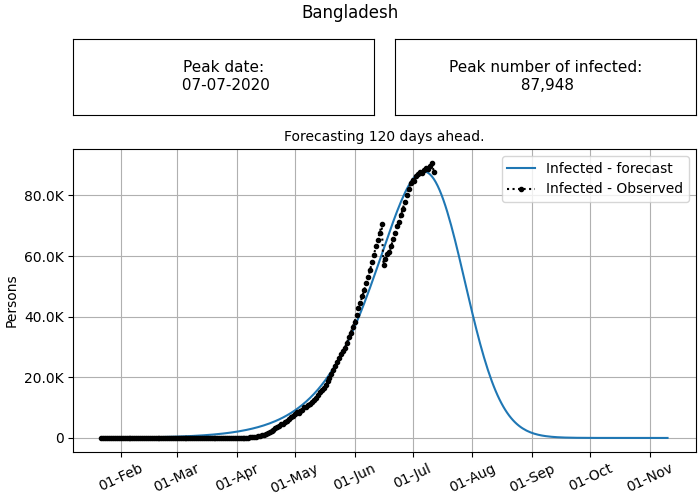 Bangladesh
Peak date:
07-07-2020
Peak number of infected:
87,948
Forecasting 120 days ahead.
Infected - forecast
Infected - Observed
Persons
80.0K
60.0K
40.0K
20.0K
0
01-Feb
01-Mar
01-Apr
01-May
01-Jun
01-Jul
01-Aug
01-Sep
01-Oct
01-Nov